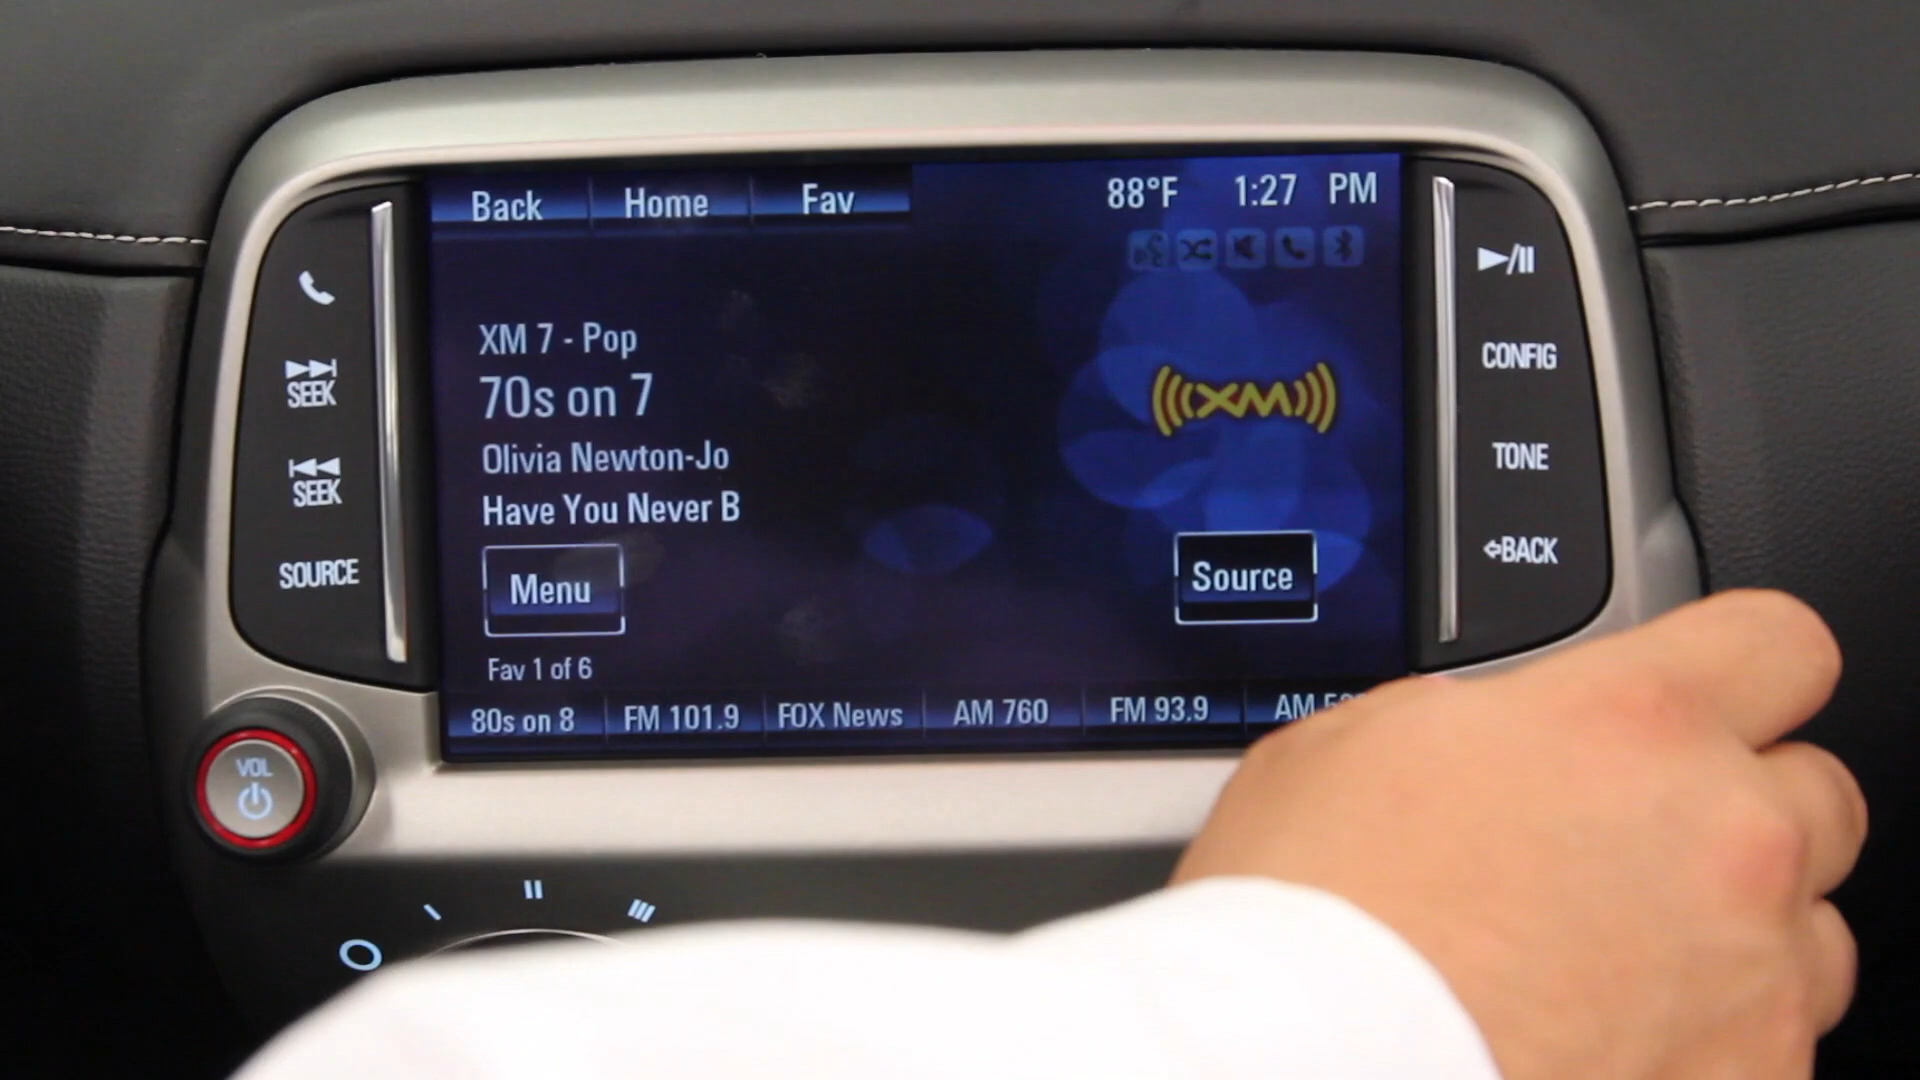 Back Home Fav 88°F 1:27 PM
XM 7 - Pop
70s on 7
Olivia Newton-Jo
Have You Never B
XM
Menu
Source
Fav 1 of 6
80s on 8 FM 101.9 FOX News AM 760 FM 93.9 AM
SEEK
SEEK
SOURCE
VOL
CONFIG
TONE
BACK
I
II
III